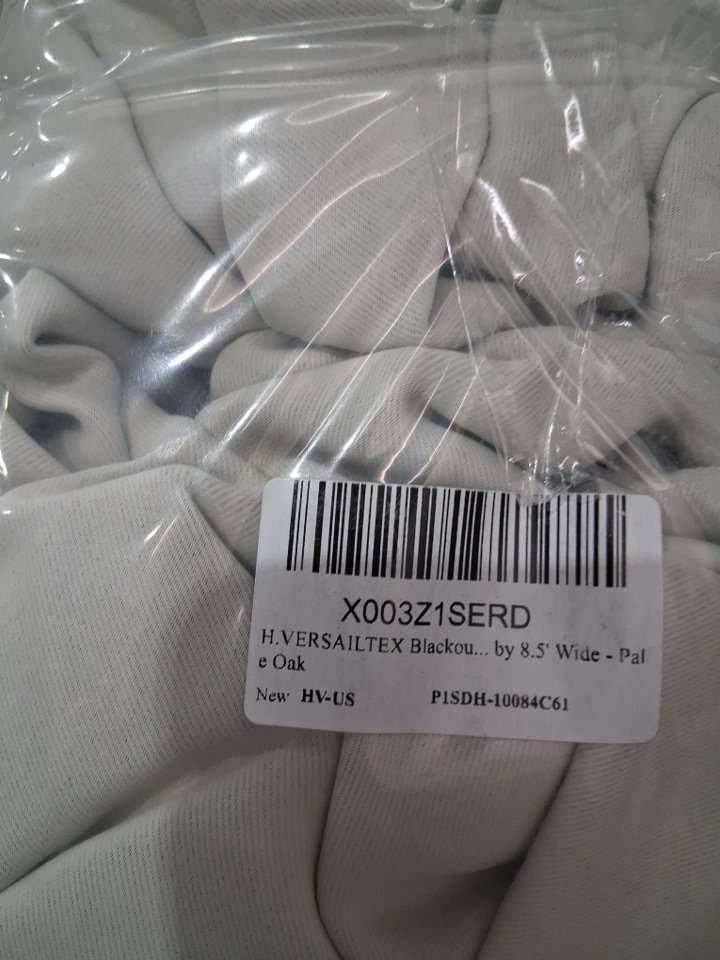 X003Z1SERD
H.VERSAILTEX Blackou... by 8.5' Wide - Pal
e Oak
New HV-US P1SDH-10084C61